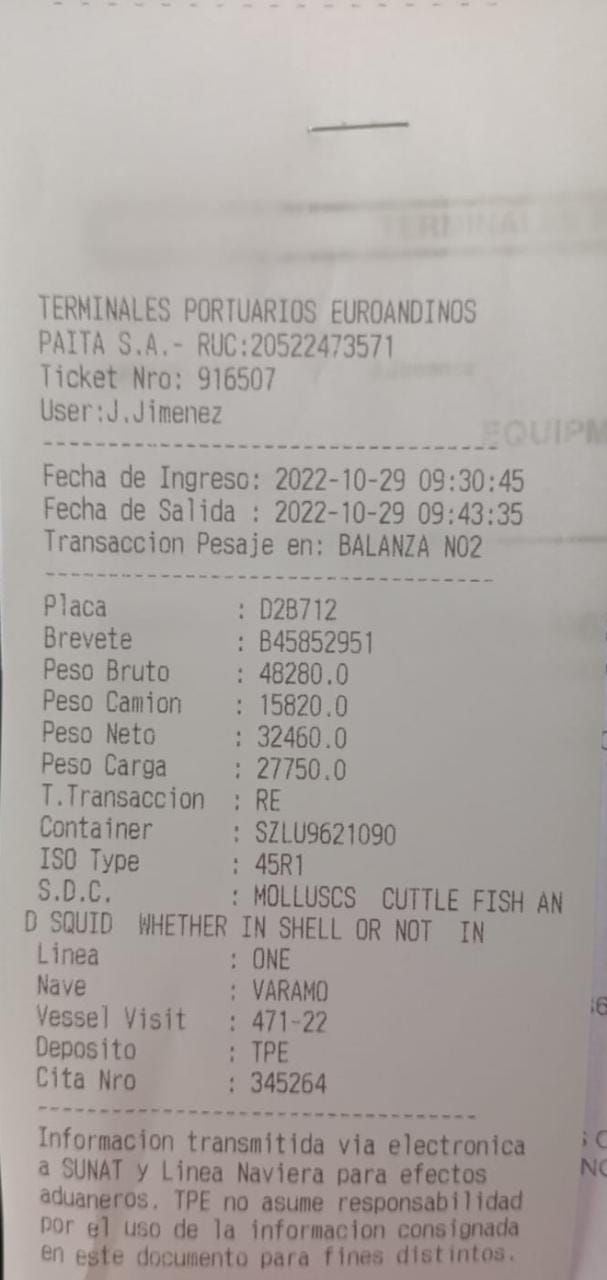 TERMINALES PORTUARIOS EUROANDINOS
PAITA S.A.- RUC:20522473571
Ticket Nro: 916507
User:J.Jimenez
EQUIPM
Fecha de Ingreso: 2022-10-29 09:30:45
Fecha de Salida : 2022-10-29 09:43:35
Transaccion Pesaje en: BALANZA NO2
Placa : D2B712
Brevete : B45852951
Peso Bruto : 48280.0
Peso Camion : 15820.0
Peso Neto : 32460.0
Peso Carga : 27750.0
T.Transaccion : RE
Container : SZLU9621090
ISO Type : 45R1
S.D.C. : MOLLUSCS CUTTLE FISH AN
D SQUID WHETHER IN SHELL OR NOT IN
Linea : ONE
Nave : VARAMO
Vessel Visit : 471-22
Deposito : TPE
Cita Nro : 345264
Informacion transmitida via electronica
a SUNAT y Linea Naviera para efectos
aduaneros. TPE no asume responsabilidad
por el uso de la informacion consignada
en este documento para fines distintos.